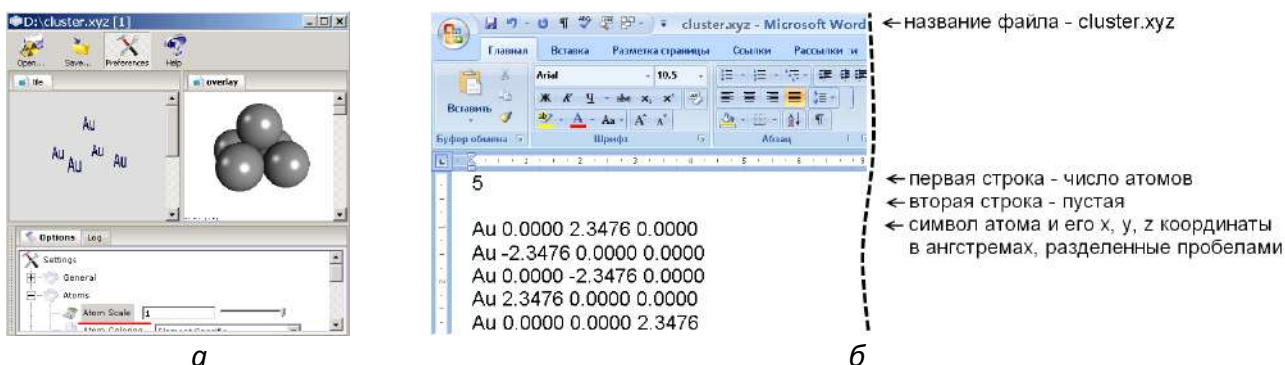 D:\cluster.xyz [1]
Open... Save... Preferences Help
tile
overlay
Au
Au Au Au Au
Options Log
Settings
General
Atoms
Atom Scale 1
Atom Coloring
cluster.xyz - Microsoft Word
Главная Вставка Разметка страницы Ссылки Рассылки
Вставить
Arial 10.5
Ж К Ч abc x, x'
A Aa A A
Буфер обмена Шрифт Абзац
5
Au 0.0000 2.3476 0.0000
Au -2.3476 0.0000 0.0000
Au 0.0000 -2.3476 0.0000
Au 2.3476 0.0000 0.0000
Au 0.0000 0.0000 2.3476
← название файла - cluster.xyz
← первая строка - число атомов
← вторая строка - пустая
← символ атома и его x, y, z координаты
в ангстремах, разделенные пробелами
а
б